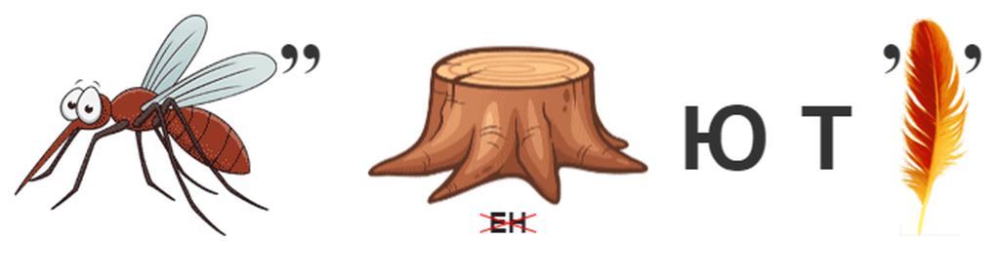 ,, Ю Т , ,
ЕН